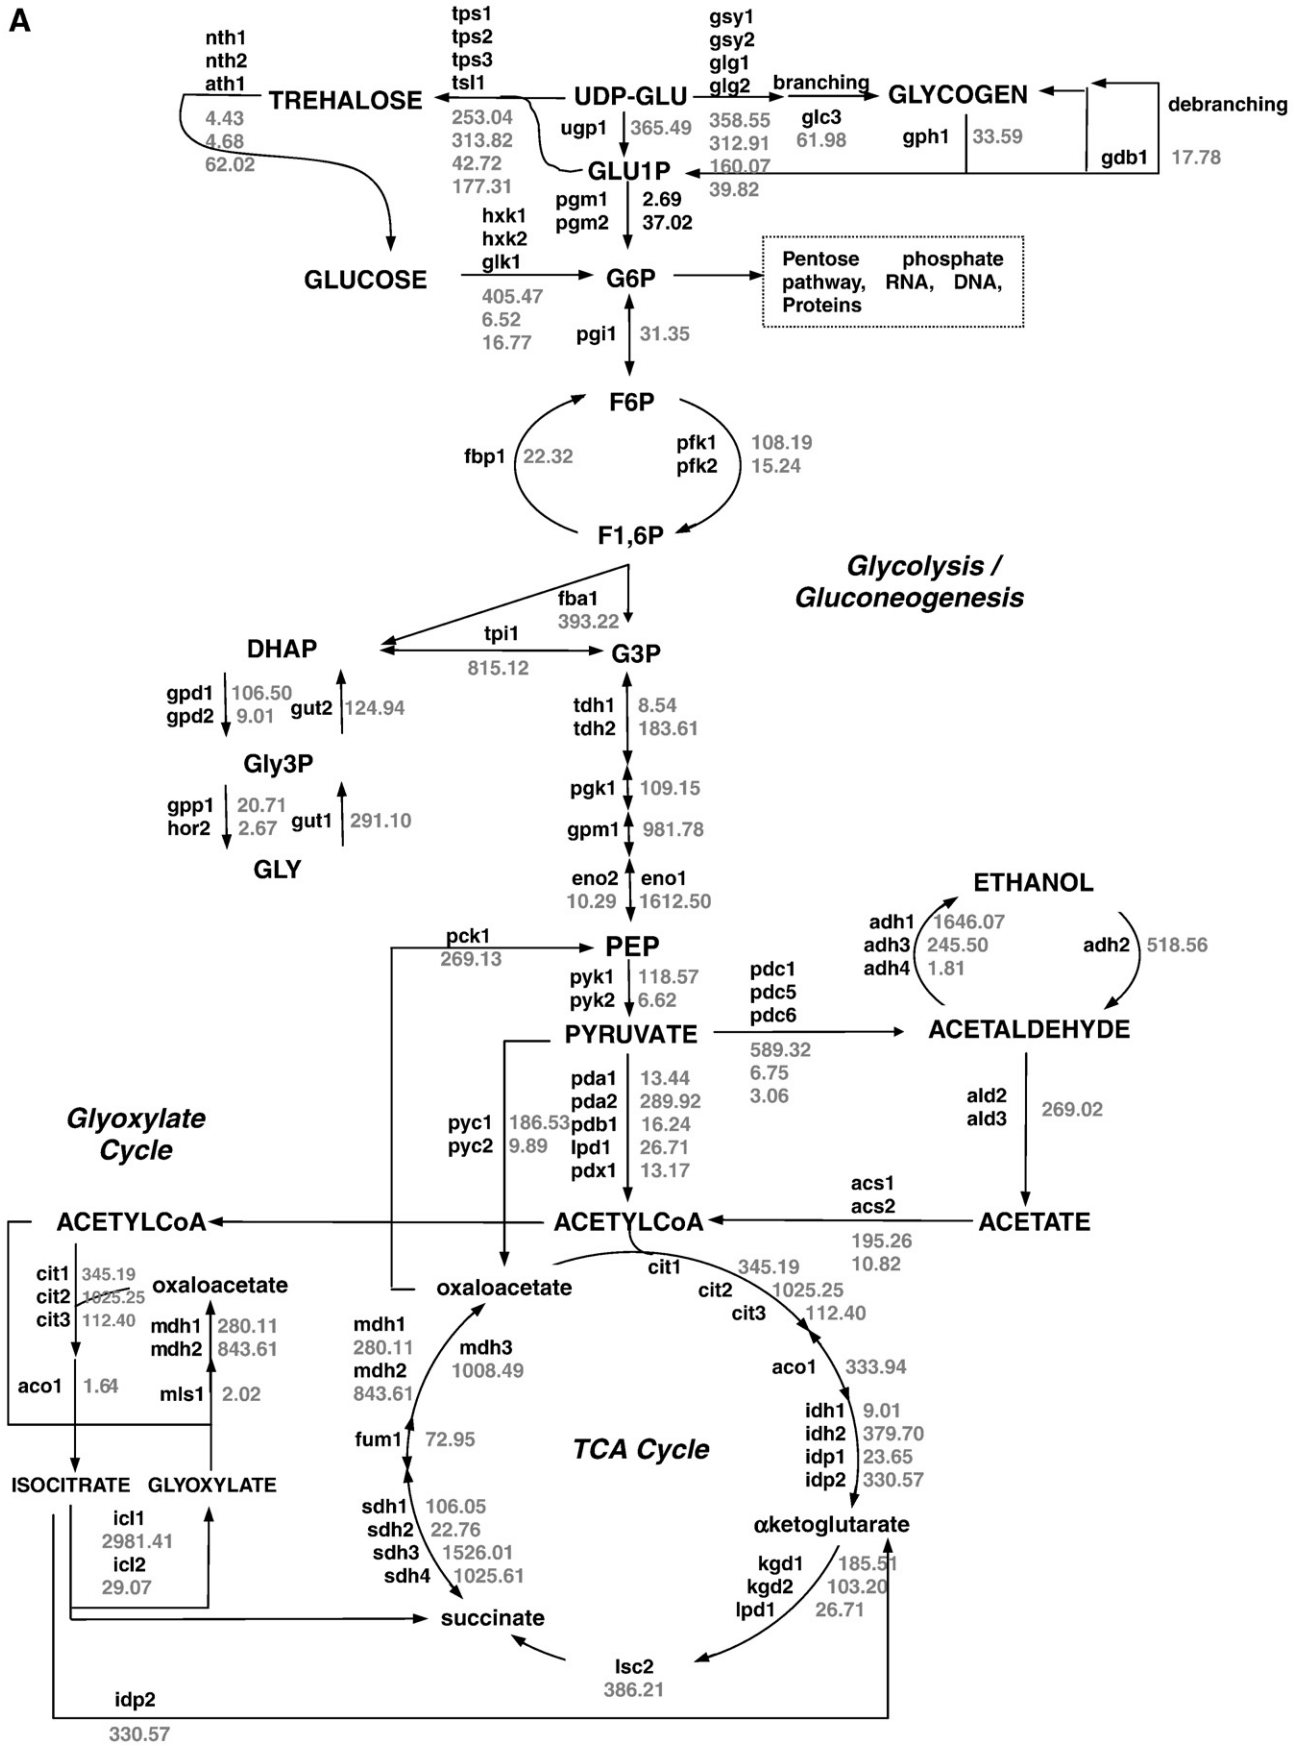 A
nth1
nth2
ath1
4.43
4.68
62.02
TREHALOSE
tps1
tps2
tps3
tsl1
253.04
313.82
42.72
177.31
UDP-GLU
ugp1 365.49
gsy1
gsy2
glg1
glg2
358.55
312.91
160.07
39.82
branching
glc3
61.98
GLYCOGEN
gph1 33.59
debranching
gdb1 17.78
GLU1P
pgm1 2.69
pgm2 37.02
GLUCOSE
hxk1
hxk2
glk1
405.47
6.52
16.77
G6P
Pentose phosphate
pathway, RNA, DNA,
Proteins
pgi1 31.35
F6P
fbp1 22.32
pfk1 108.19
pfk2 15.24
F1,6P
Glycolysis /
Gluconeogenesis
fba1
393.22
DHAP
tpi1
815.12
G3P
gpd1 106.50
gpd2 9.01
gut2 124.94
tdh1 8.54
tdh2 183.61
Gly3P
gpp1 20.71
hor2 2.67
gut1 291.10
GLY
pgk1 109.15
gpm1 981.78
eno2 eno1
10.29 1612.50
ETHANOL
adh1 1646.07
adh3 245.50
adh4 1.81
adh2 518.56
pck1
269.13
PEP
pyk1 118.57
pyk2 6.62
PYRUVATE
pdc1
pdc5
pdc6
589.32
6.75
3.06
ACETALDEHYDE
pda1 13.44
pda2 289.92
pdb1 16.24
lpd1 26.71
pdx1 13.17
pyc1 186.53
pyc2 9.89
ald2
ald3
269.02
Glyoxylate
Cycle
ACETYLCoA
ACETYLCoA
acs1
acs2
195.26
10.82
ACETATE
cit1 345.19
cit2 1025.25
cit3 112.40
oxaloacetate
mdh1 280.11
mdh2 843.61
aco1 1.64
mls1 2.02
ISOCITRATE GLYOXYLATE
icl1
2981.41
icl2
29.07
oxaloacetate
cit1 345.19
cit2 1025.25
cit3 112.40
mdh1
280.11
mdh2
843.61
mdh3
1008.49
aco1 333.94
idh1 9.01
idh2 379.70
idp1 23.65
idp2 330.57
fum1 72.95
TCA Cycle
sdh1 106.05
sdh2 22.76
sdh3 1526.01
sdh4 1025.61
αketoglutarate
kgd1 185.51
kgd2 103.20
lpd1 26.71
succinate
lsc2
386.21
idp2
330.57